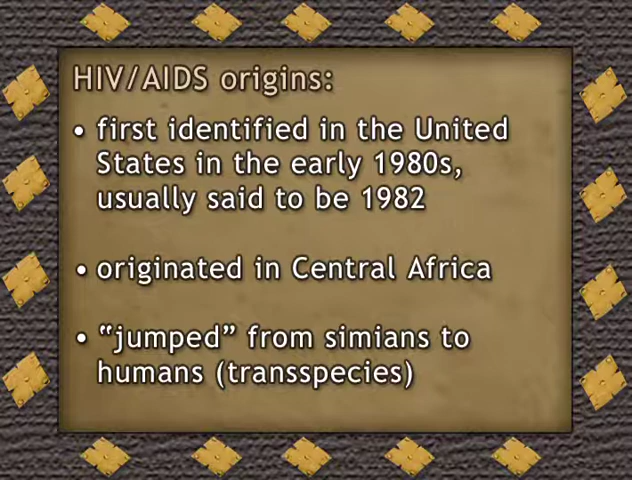 HIV/AIDS origins:
• first identified in the United
States in the early 1980s,
usually said to be 1982
• originated in Central Africa
• “jumped” from simians to
humans (transspecies)